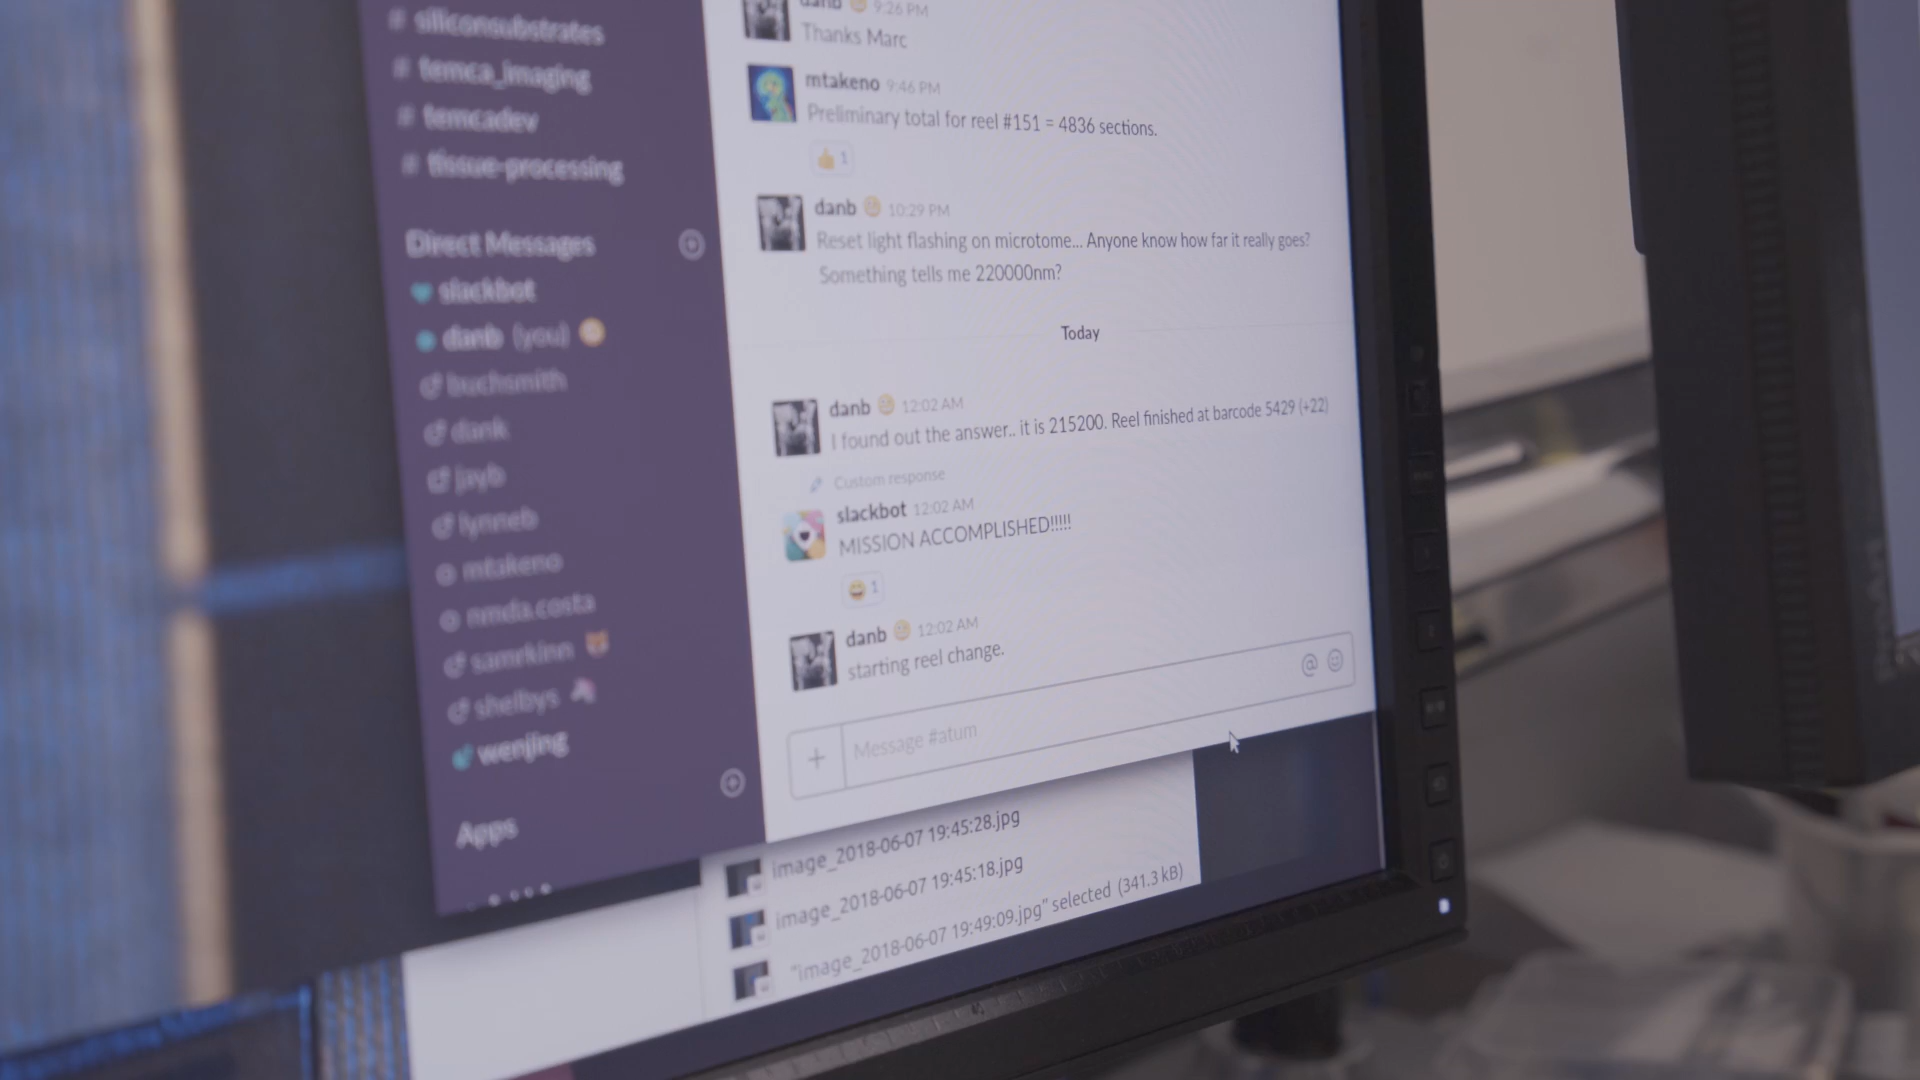 # siliconsubstrates
# temca_imaging
# temcadev
# tissue-processing
Direct Messages
slackbot
danb (you)
buchsmith
dank
jayb
lynneb
mtakeno
nmda.costa
samrkinn
shelbys
wenjing
Apps
danb 9:26 PM
Thanks Marc
mtakeno 9:46 PM
Preliminary total for reel #151 = 4836 sections.
1
danb 10:29 PM
Reset light flashing on microtome... Anyone know how far it really goes?
Something tells me 220000nm?
Today
danb 12:02 AM
I found out the answer.. it is 215200. Reel finished at barcode 5429 (+22)
Custom response
slackbot 12:02 AM
MISSION ACCOMPLISHED!!!!!
1
danb 12:02 AM
starting reel change.
+ Message #atum @
image_2018-06-07 19:45:28.jpg
image_2018-06-07 19:45:18.jpg
"image_2018-06-07 19:49:09.jpg" selected (341.3 kB)